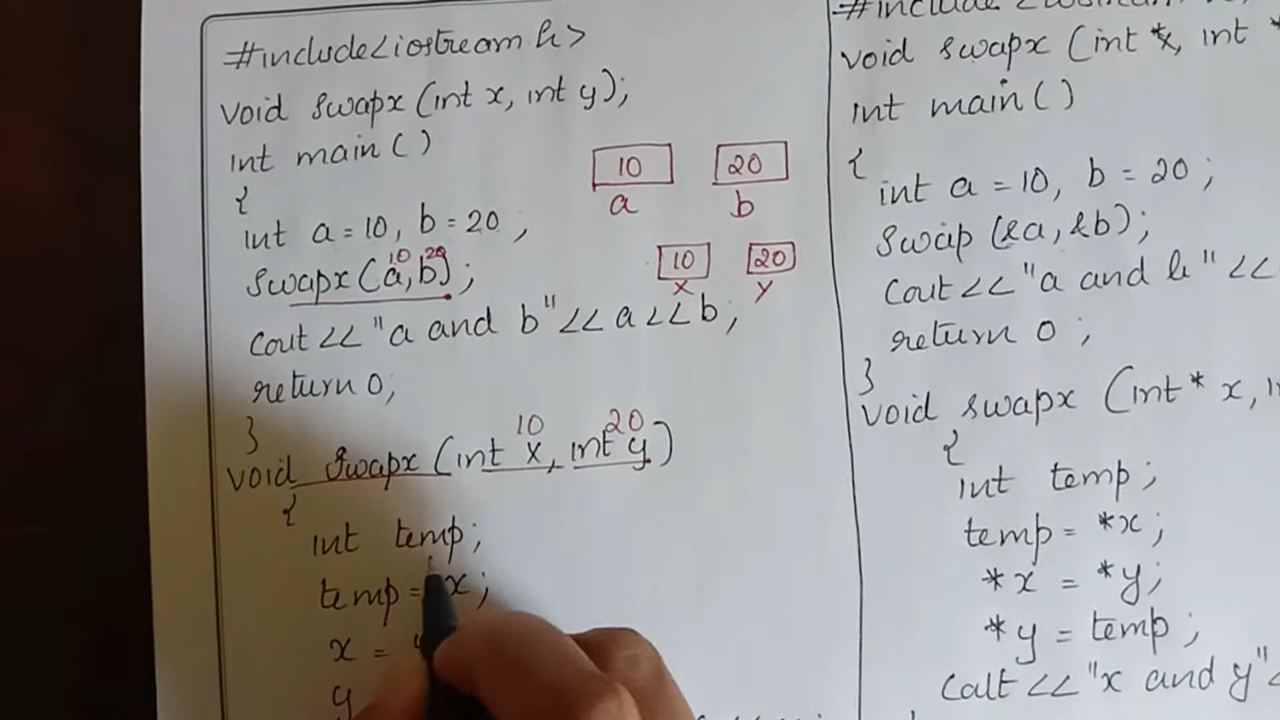 #include<iostream.h>
void swapx (int x, int y);
int main ( )
{
int a = 10, b = 20 ,
10 20
swapx (a, b) ;
cout << "a and b" << a << b ;
return 0;
}
10 20
void swapx (int x, int y)
{
int temp;
temp = x ;
x =
y
10 20
a b
10 20
x y
#include
void swapx (int *x, int *
int main ( )
{
int a = 10, b = 20 ;
Swap (&a, &b);
Cout << "a and b" <<
return 0 ;
}
void swapx (int* x,
{
int temp;
temp = *x ;
*x = *y;
*y = temp ;
Calt << "x and y" <